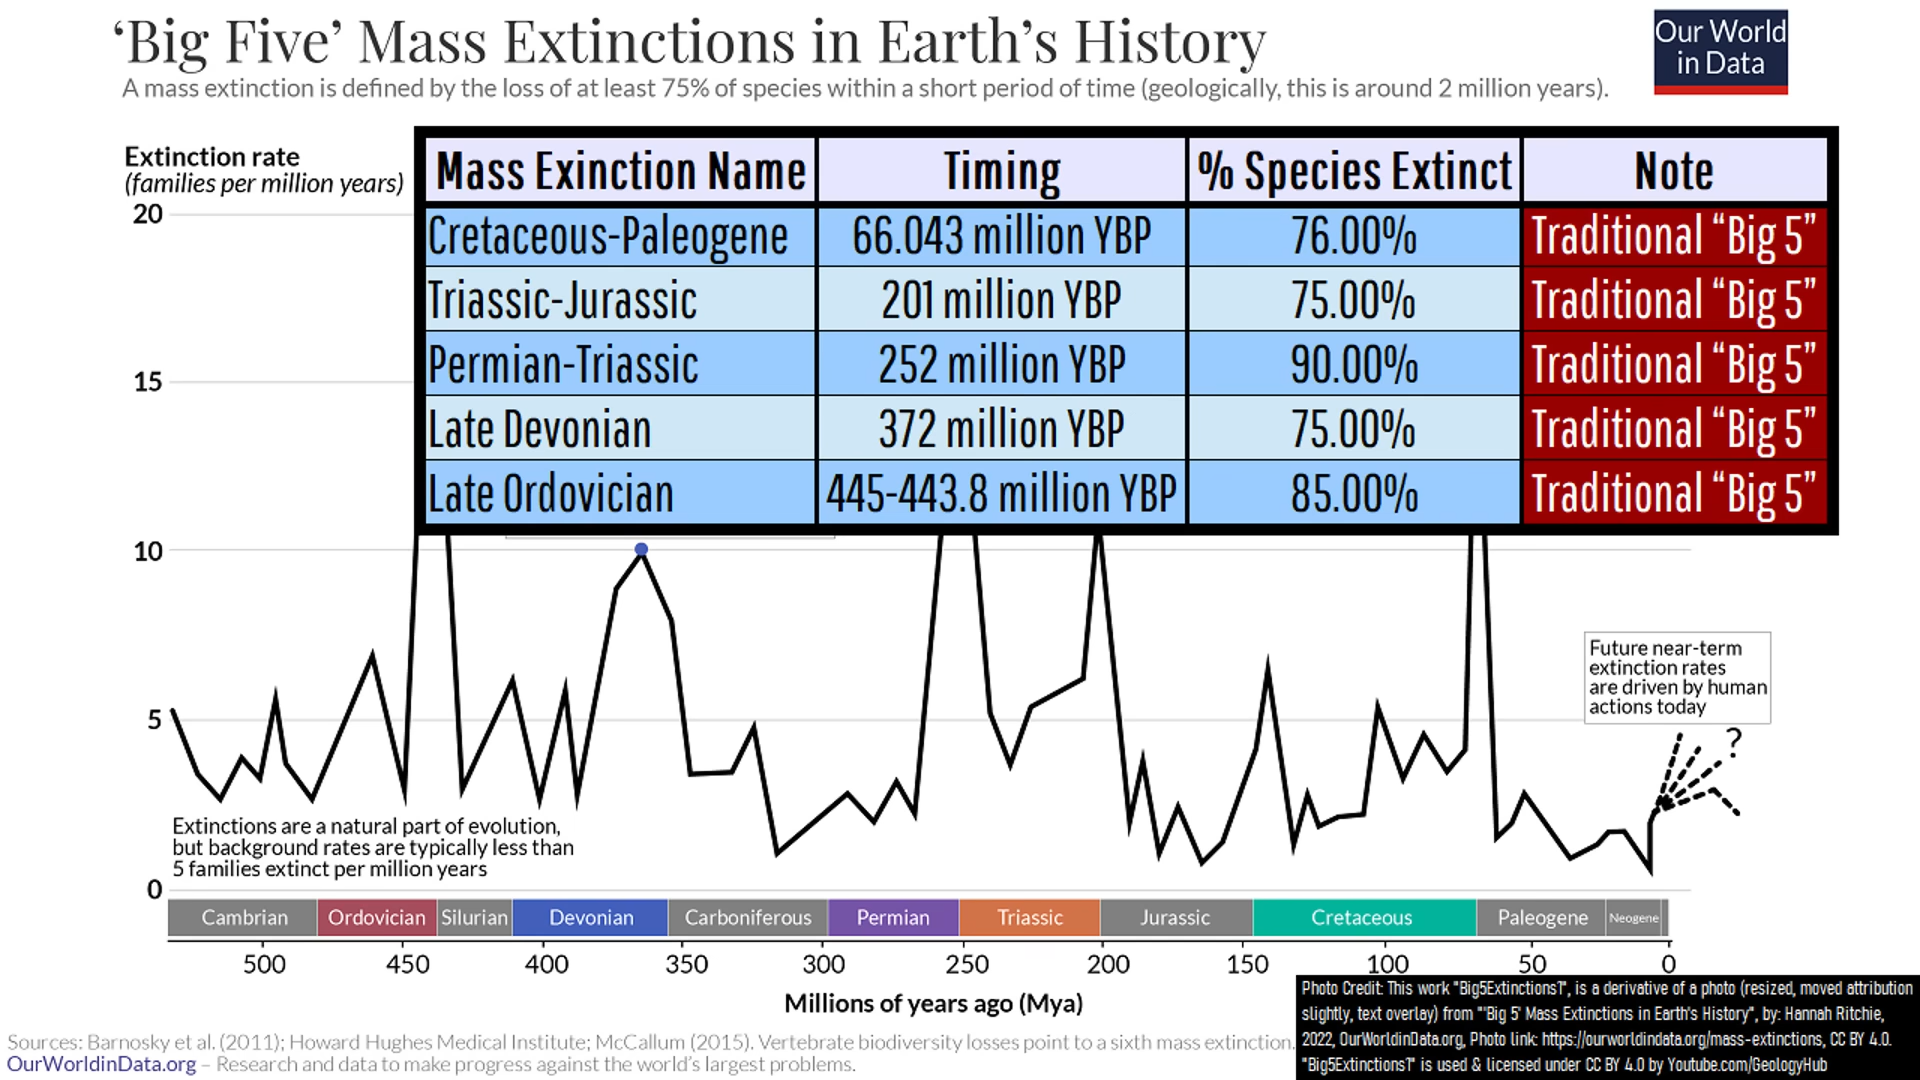 ‘Big Five’ Mass Extinctions in Earth’s History
A mass extinction is defined by the loss of at least 75% of species within a short period of time (geologically, this is around 2 million years).
Our World
in Data
Extinction rate
(families per million years)
Mass Exinction Name Timing % Species Extinct Note
Cretaceous-Paleogene 66.043 million YBP 76.00% Traditional “Big 5”
Triassic-Jurassic 201 million YBP 75.00% Traditional “Big 5”
Permian-Triassic 252 million YBP 90.00% Traditional “Big 5”
Late Devonian 372 million YBP 75.00% Traditional “Big 5”
Late Ordovician 445-443.8 million YBP 85.00% Traditional “Big 5”
20
15
10
5
0
Future near-term
extinction rates
are driven by human
actions today
?
Extinctions are a natural part of evolution,
but background rates are typically less than
5 families extinct per million years
Cambrian Ordovician Silurian Devonian Carboniferous Permian Triassic Jurassic Cretaceous Paleogene Neogene
500 450 400 350 300 250 200 150 100 50 0
Millions of years ago (Mya)
Sources: Barnosky et al. (2011); Howard Hughes Medical Institute; McCallum (2015). Vertebrate biodiversity losses point to a sixth mass extinction.
OurWorldinData.org – Research and data to make progress against the world’s largest problems.
Photo Credit: This work "Big5Extinctions1", is a derivative of a photo (resized, moved attribution
slightly, text overlay) from "'Big 5' Mass Extinctions in Earth's History", by: Hannah Ritchie,
2022, OurWorldinData.org, Photo link: https://ourworldindata.org/mass-extinctions, CC BY 4.0.
"Big5Extinctions1" is used & licensed under CC BY 4.0 by Youtube.com/GeologyHub